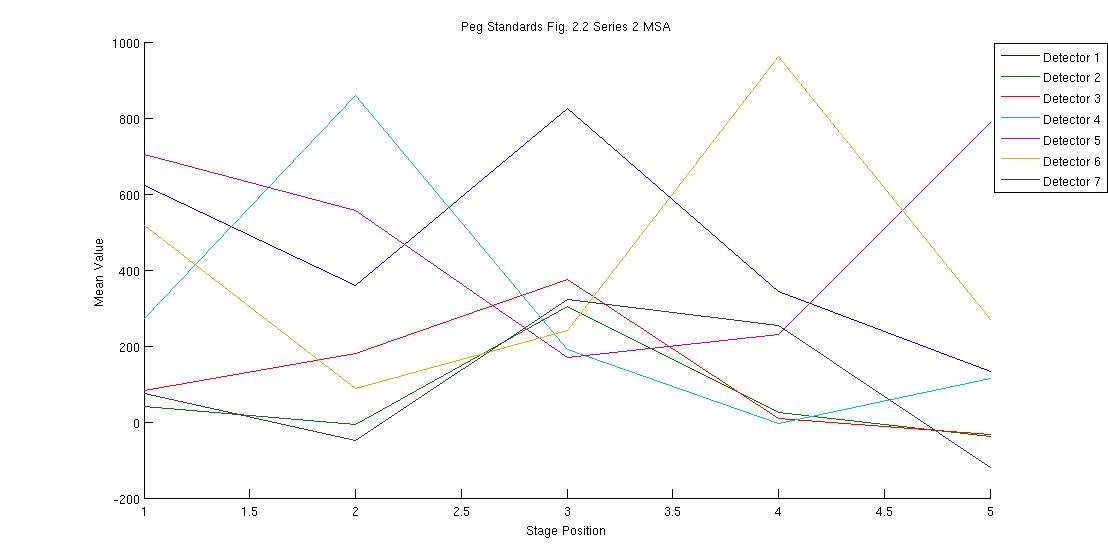 Peg Standards Fig. 2.2 Series 2 MSA
1000
800
600
400
200
0
-200
Mean Value
1 1.5 2 2.5 3 3.5 4 4.5 5
Stage Position
Detector 1
Detector 2
Detector 3
Detector 4
Detector 5
Detector 6
Detector 7